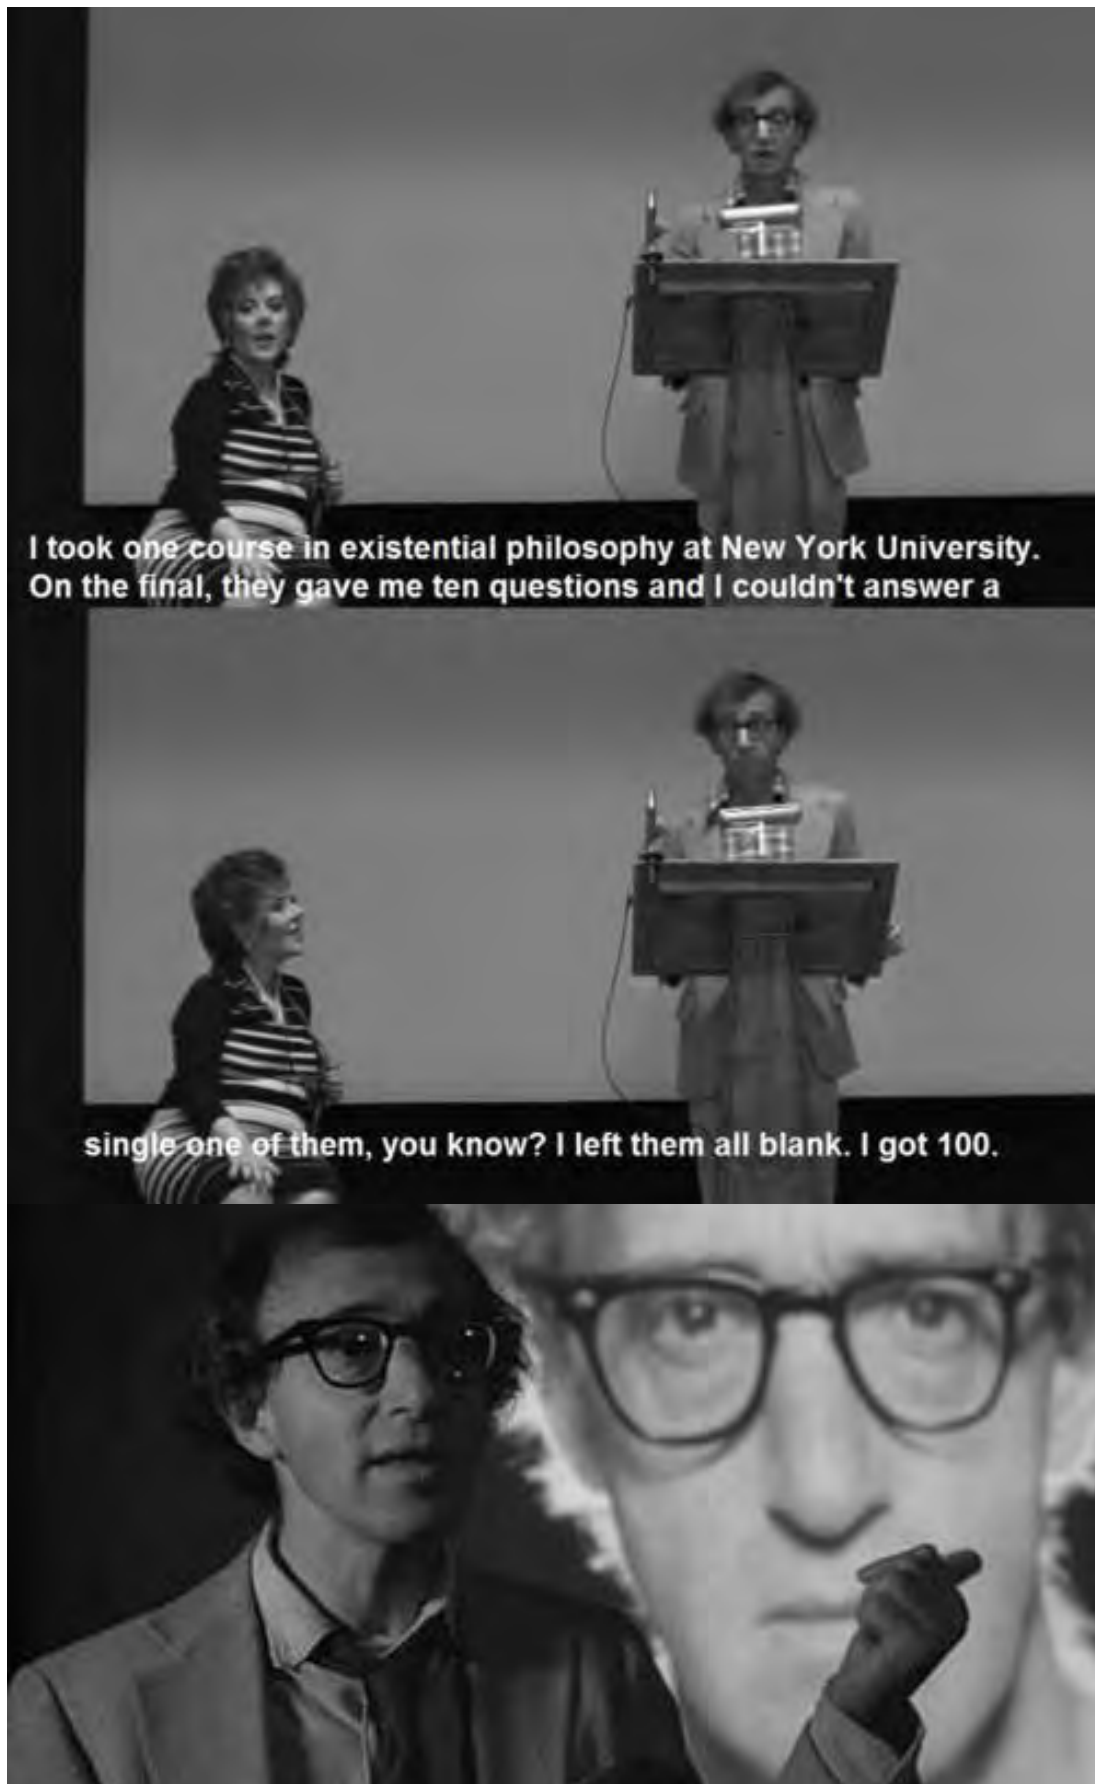 I took one course in existential philosophy at New York University.
On the final, they gave me ten questions and I couldn't answer a
single one of them, you know? I left them all blank. I got 100.